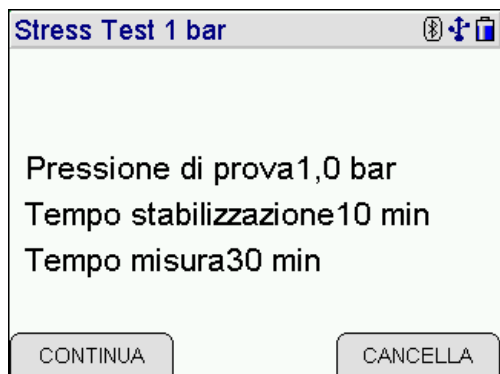 Stress Test 1 bar
Pressione di prova1,0 bar
Tempo stabilizzazione10 min
Tempo misura30 min
CONTINUA
CANCELLA